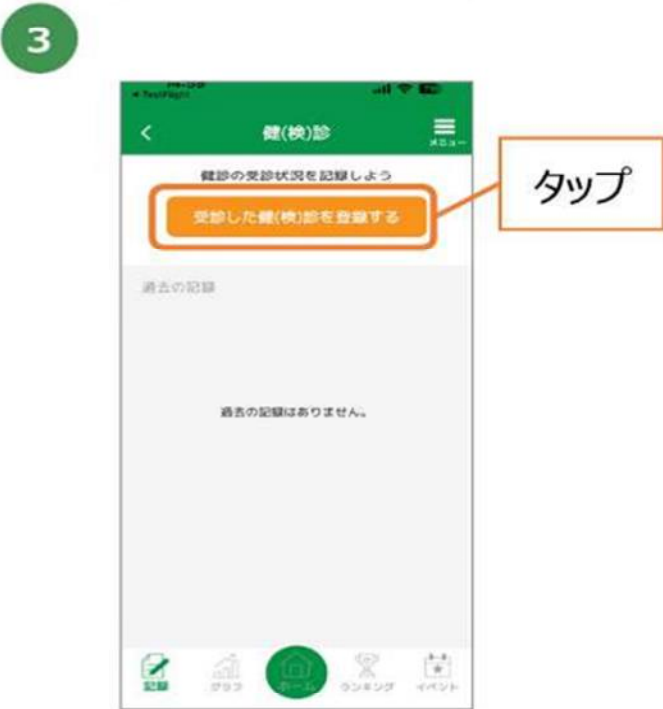 3
TestFlight
健(検)診
メニュー
健診の受診状況を記録しよう
受診した健(検)診を登録する
タップ
過去の記録
過去の記録はありません。
記録
グラフ
ホーム
ランキング
イベント